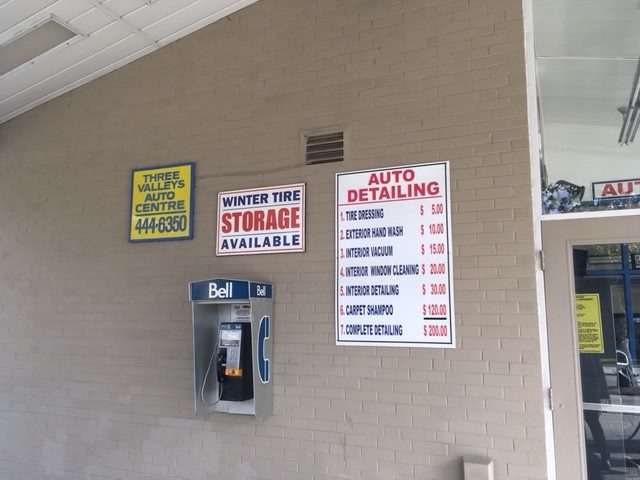 THREE
VALLEYS
AUTO
CENTRE
444-6350
WINTER TIRE
STORAGE
AVAILABLE
AUTO
DETAILING
1. TIRE DRESSING $ 5.00
2. EXTERIOR HAND WASH $ 10.00
3. INTERIOR VACUUM $ 15.00
4. INTERIOR WINDOW CLEANING $ 20.00
5. INTERIOR DETAILING $ 30.00
6. CARPET SHAMPOO $ 120.00
7. COMPLETE DETAILING $ 200.00
Bell
Bell
AU